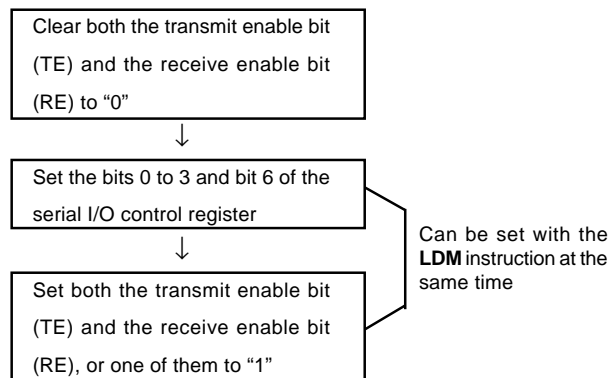 Clear both the transmit enable bit
(TE) and the receive enable bit
(RE) to “0”
↓
Set the bits 0 to 3 and bit 6 of the
serial I/O control register
↓
Set both the transmit enable bit
(TE) and the receive enable bit
(RE), or one of them to “1”
Can be set with the
LDM instruction at the
same time